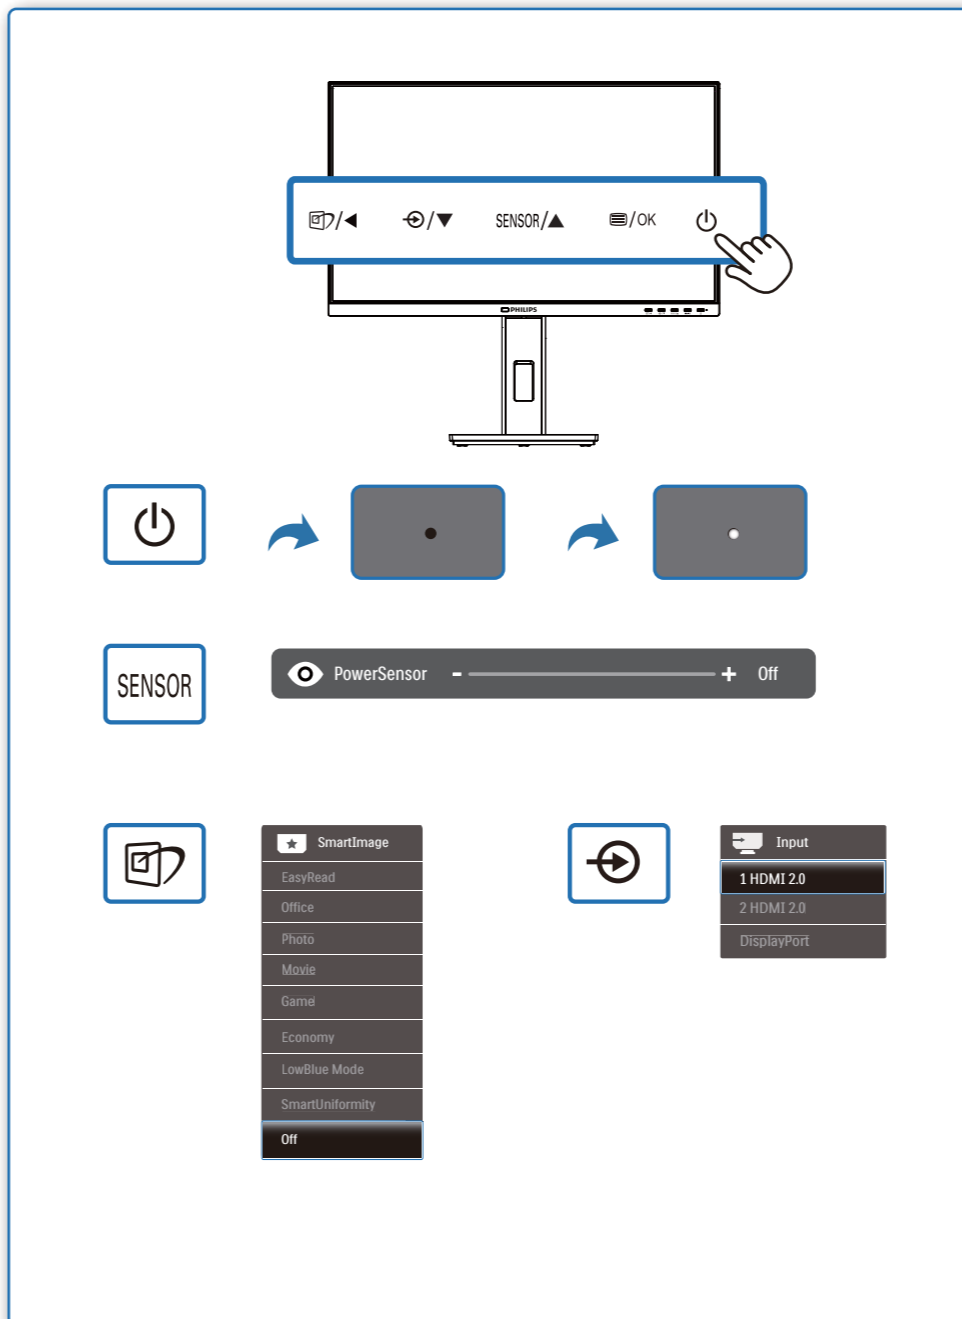 /◀ /▼ SENSOR/▲ /OK
PHILIPS
SENSOR
PowerSensor - + Off
SmartImage
EasyRead
Office
Photo
Movie
Game
Economy
LowBlue Mode
SmartUniformity
Off
Input
1 HDMI 2.0
2 HDMI 2.0
DisplayPort